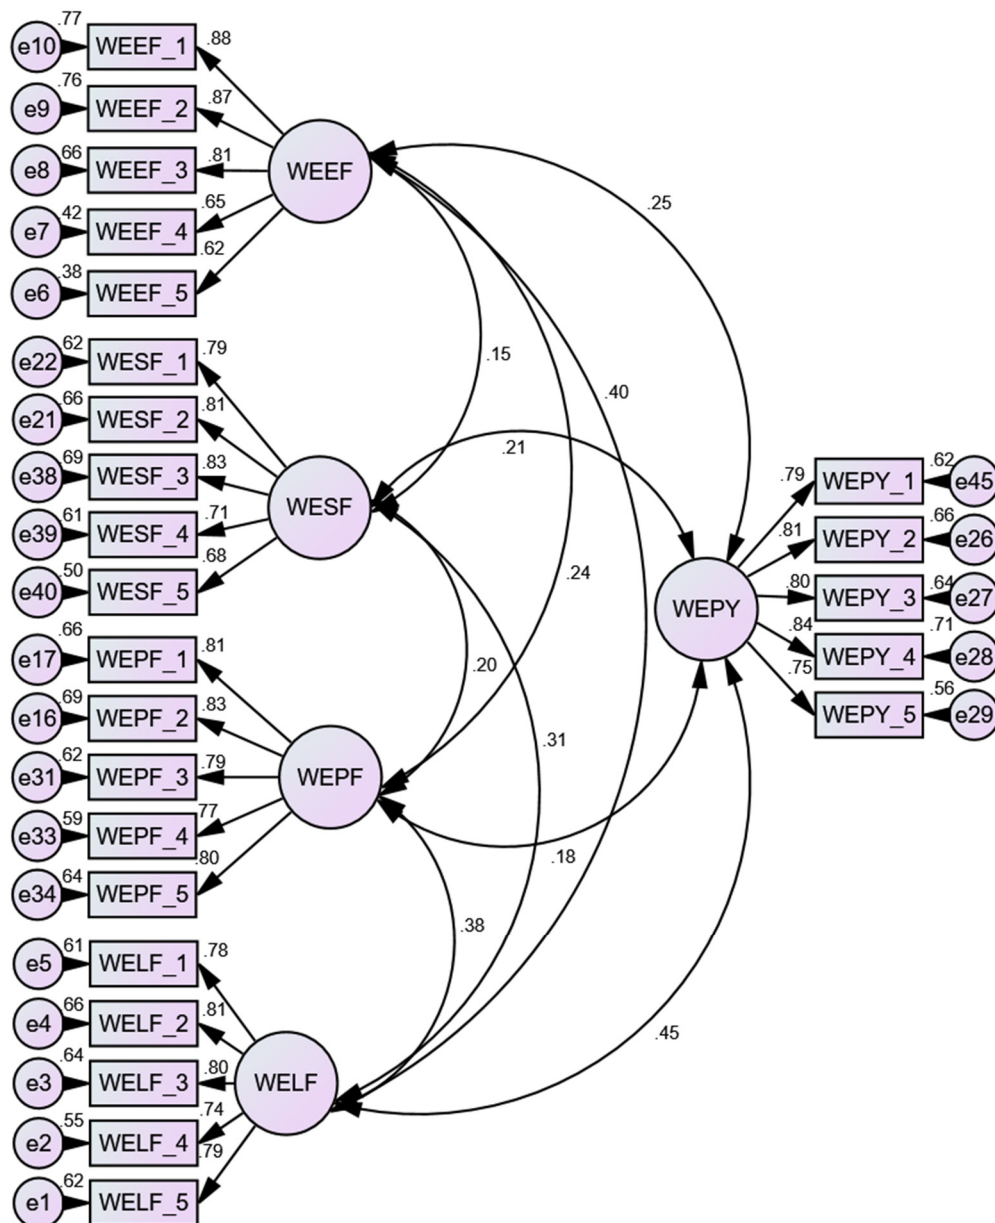 .77
e10 WEEF_1 .88
.76
e9 WEEF_2 .87
.66
e8 WEEF_3 .81
.42
e7 WEEF_4 .65
.38
e6 WEEF_5 .62
WEEF
.62
e22 WESF_1 .79
.66
e21 WESF_2 .81
.69
e38 WESF_3 .83
.61
e39 WESF_4 .71
.50
e40 WESF_5 .68
WESF
.66
e17 WEPF_1 .81
.69
e16 WEPF_2 .83
.62
e31 WEPF_3 .79
.59
e33 WEPF_4 .77
.64
e34 WEPF_5 .80
WEPF
.61
e5 WELF_1 .78
.66
e4 WELF_2 .81
.64
e3 WELF_3 .80
.55
e2 WELF_4 .74
.62
e1 WELF_5 .79
WELF
.25
.15
.40
.21
.24
.20
.31
.18
.38
.45
WEPY
.79 WEPY_1 .62 e45
.81 WEPY_2 .66 e26
.80 WEPY_3 .64 e27
.84 WEPY_4 .71 e28
.75 WEPY_5 .56 e29